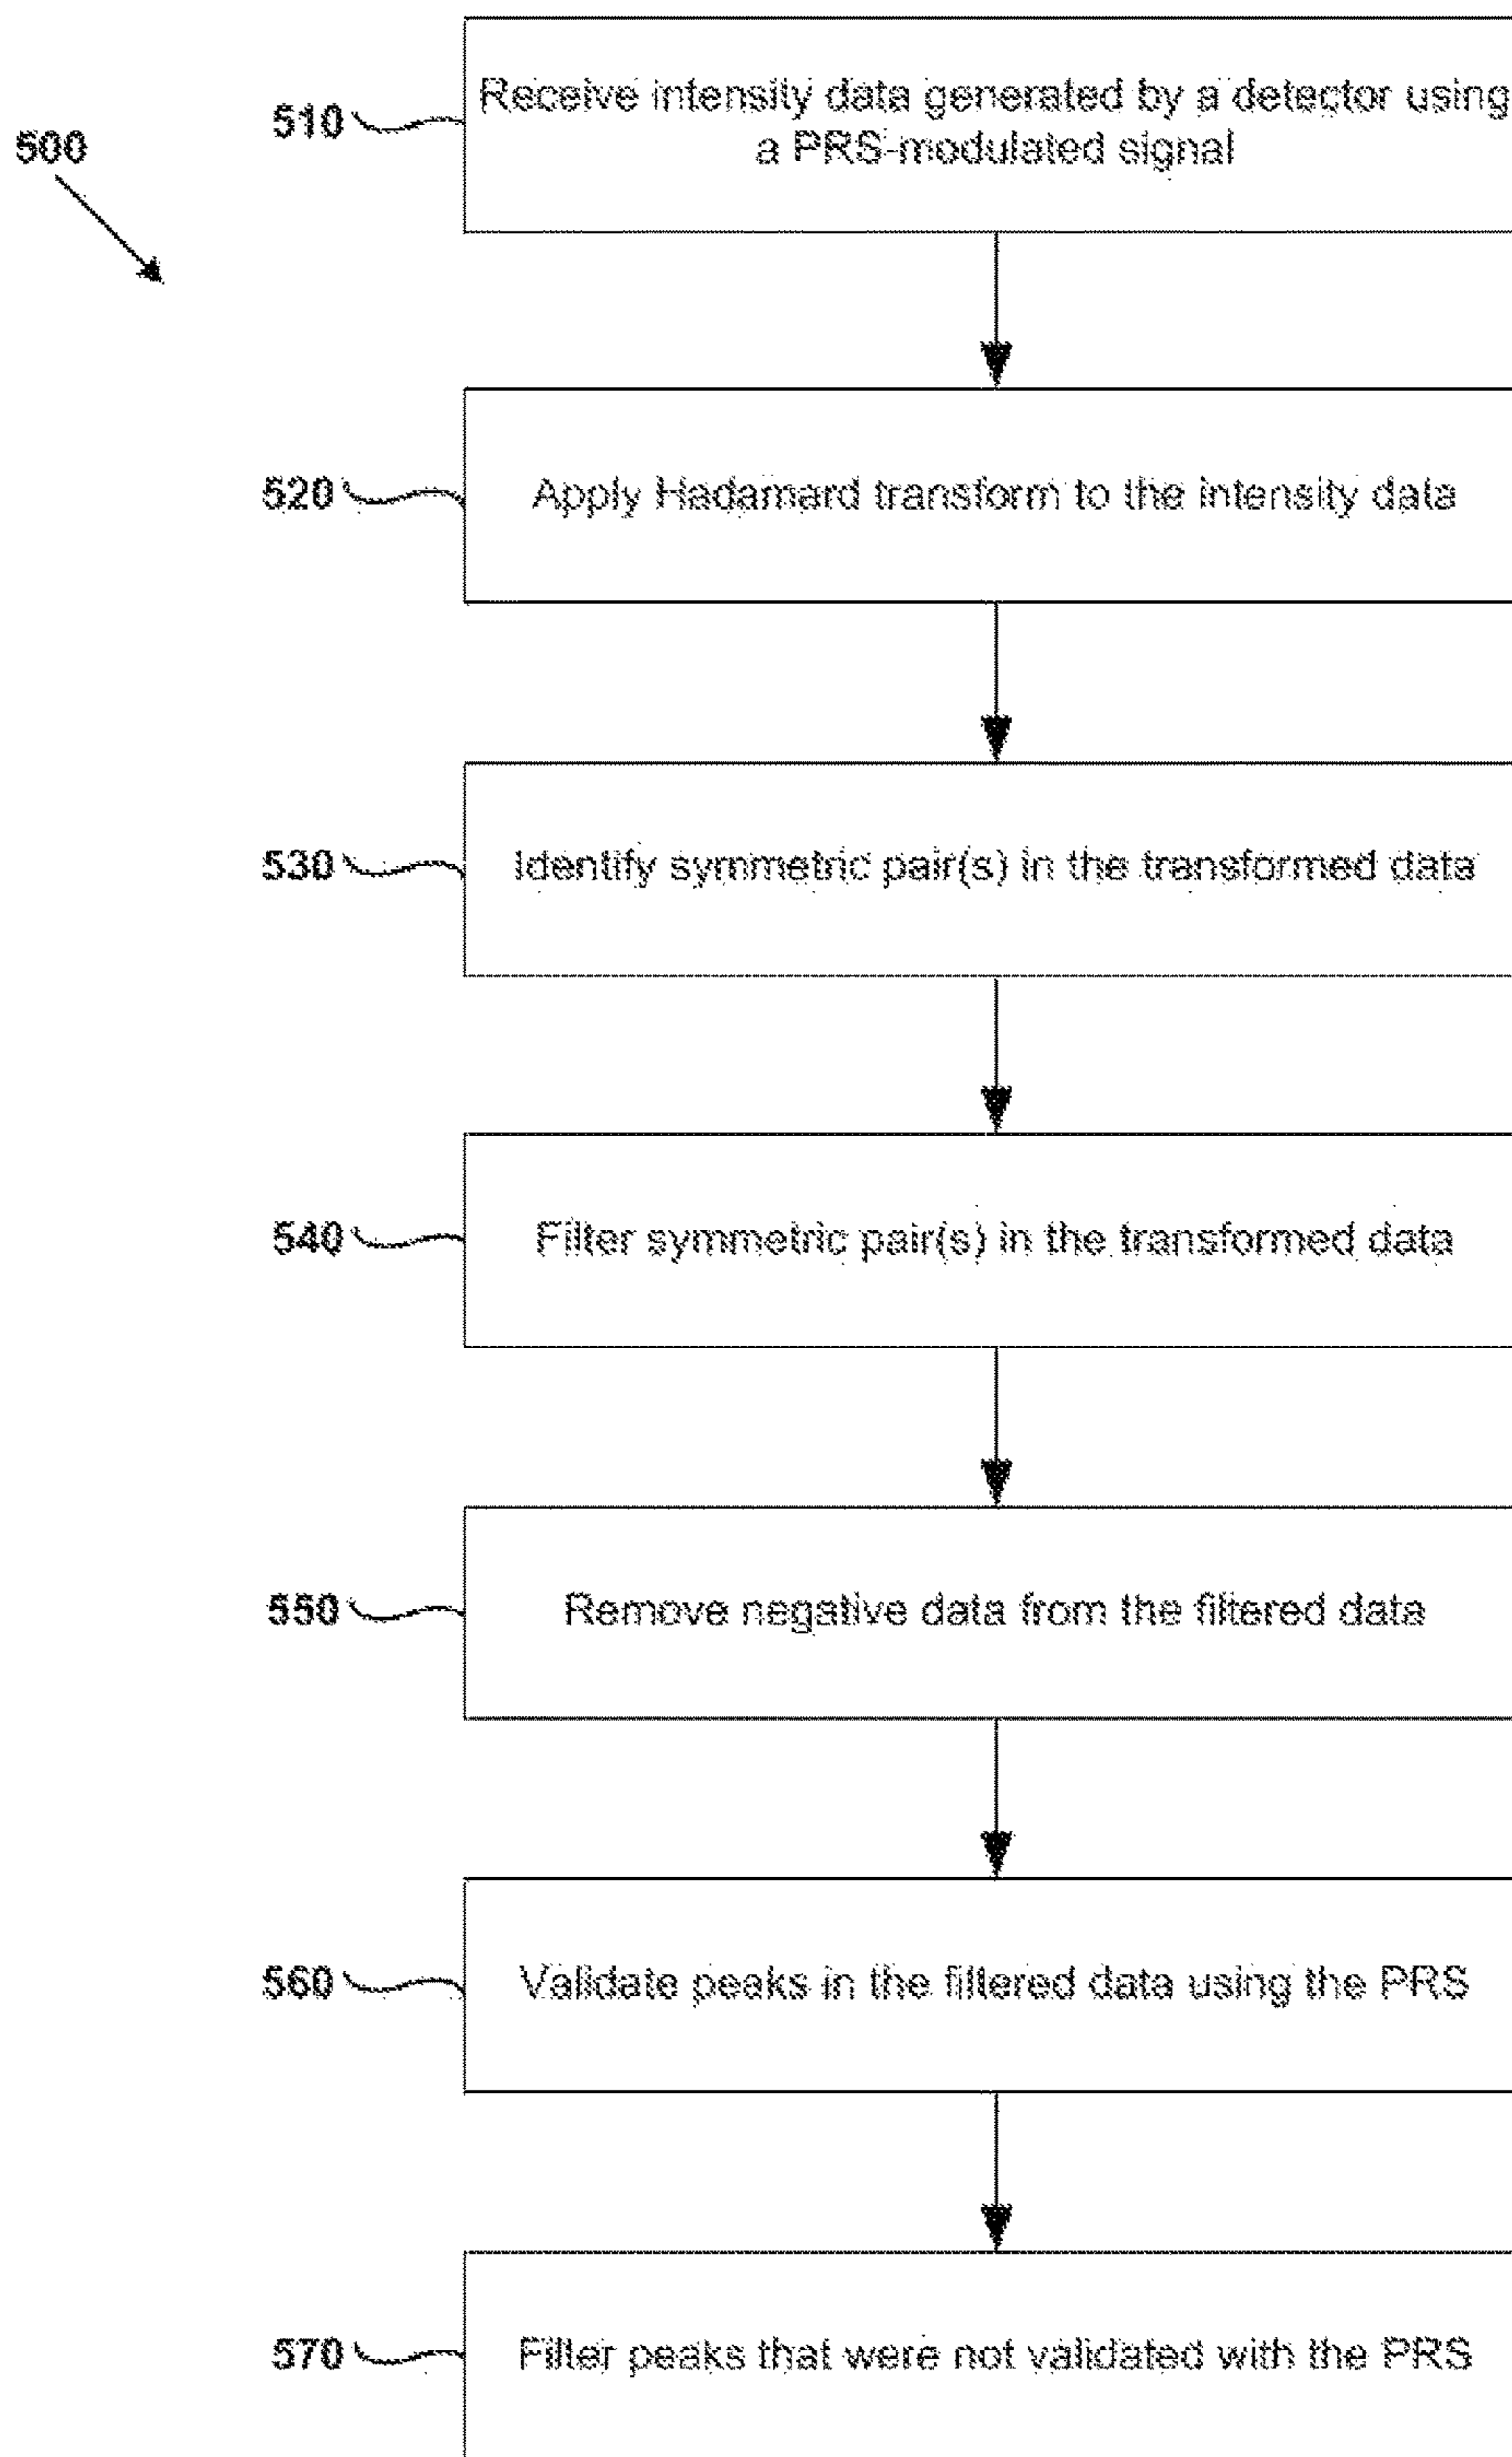 500
510
Receive intensity data generated by a detector using
a PRS-modulated signal
520
Apply Hadamard transform to the intensity data
530
Identify symmetric pair(s) in the transformed data
540
Filter symmetric pair(s) in the transformed data
550
Remove negative data from the filtered data
560
Validate peaks in the filtered data using the PRS
570
Filter peaks that were not validated with the PRS